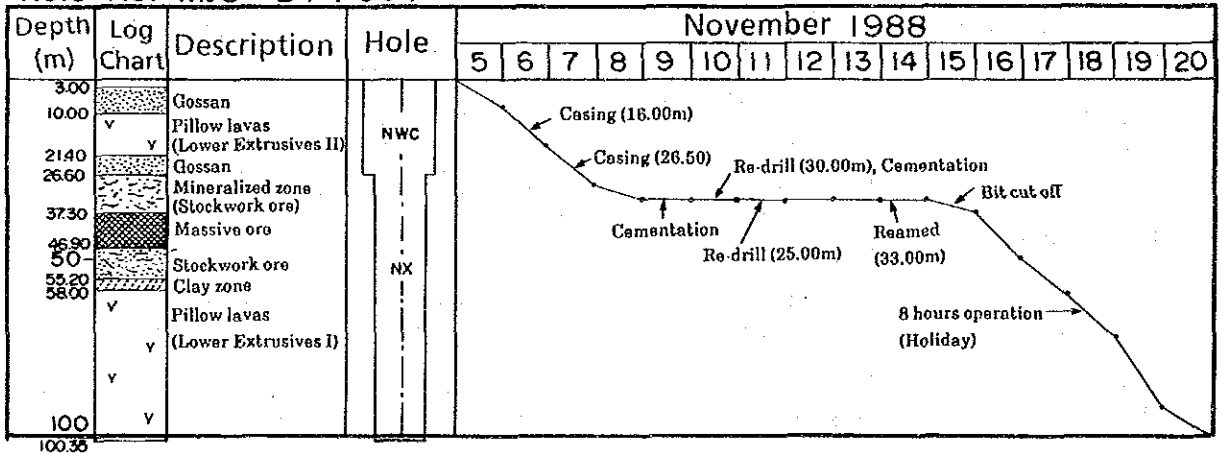 Depth (m)
Log Chart
Description
Hole
November 1988
5 6 7 8 9 10 11 12 13 14 15 16 17 18 19 20
3.00
10.00
21.40
26.60
37.30
46.90
50
55.20
58.00
100
100.35
Gossan
Pillow lavas
(Lower Extrusives II)
Gossan
Mineralized zone
(Stockwork ore)
Massive ore
Stockwork ore
Clay zone
Pillow lavas
(Lower Extrusives I)
NWC
NX
Casing (16.00m)
Casing (26.50)
Re-drill (30.00m), Cementation
Bit cut off
Cementation
Re-drill (25.00m)
Reamed
(33.00m)
8 hours operation
(Holiday)